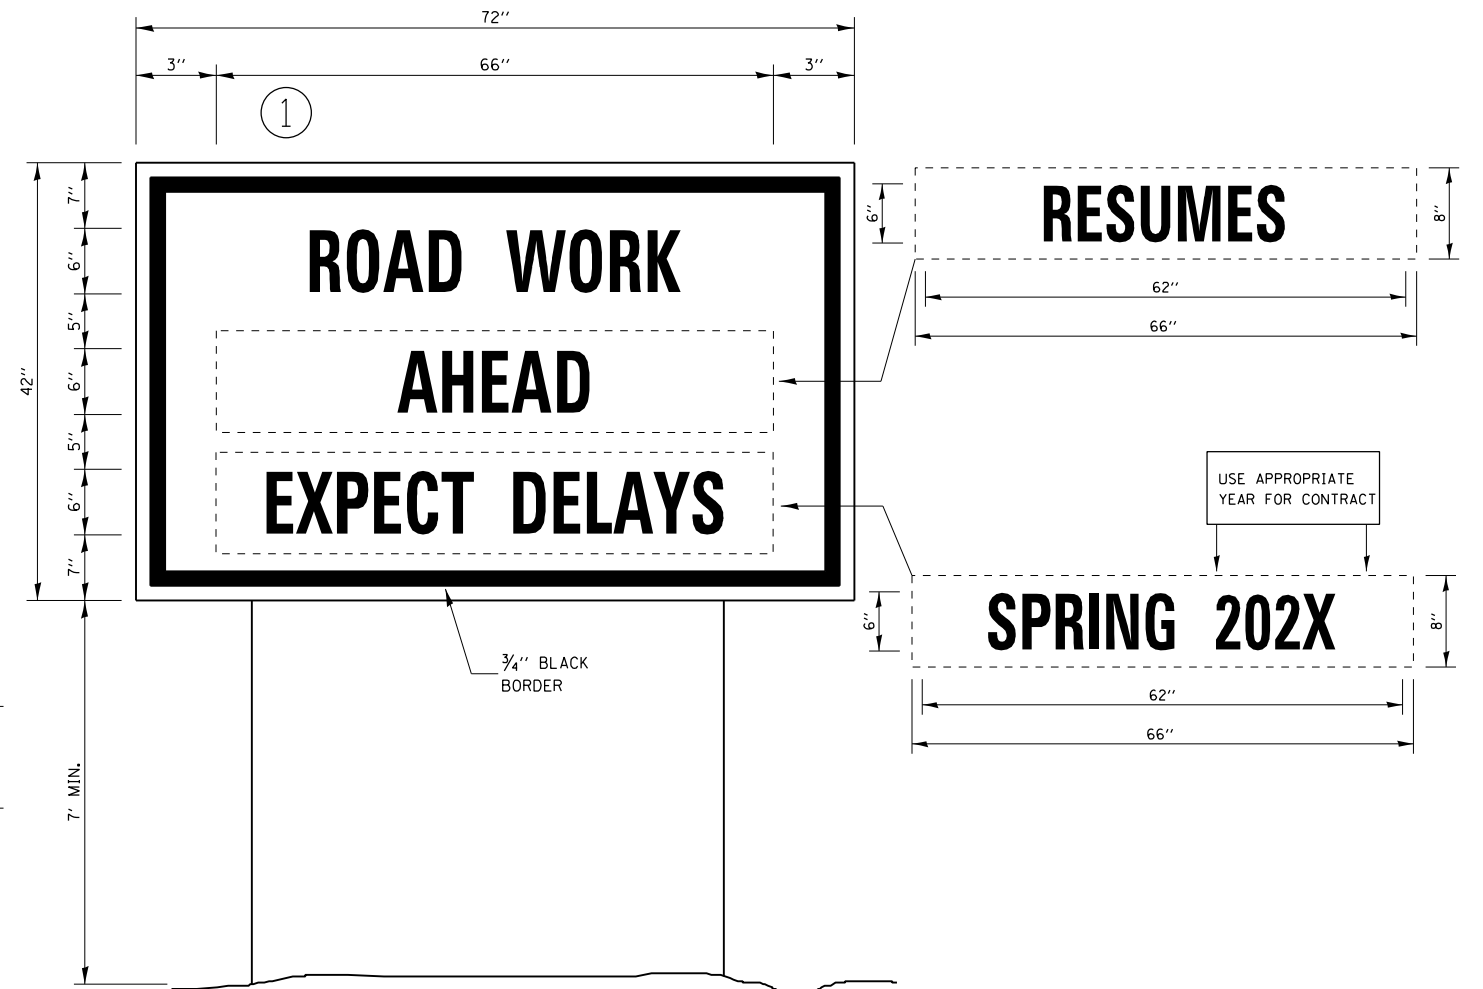 72''
3'' 66'' 3''
1
7''
6''
5''
6''
5''
6''
7''
42''
7' MIN.
ROAD WORK
AHEAD
EXPECT DELAYS
3/4'' BLACK
BORDER
6''
RESUMES
8''
62''
66''
USE APPROPRIATE
YEAR FOR CONTRACT
6''
SPRING 202X
8''
62''
66''